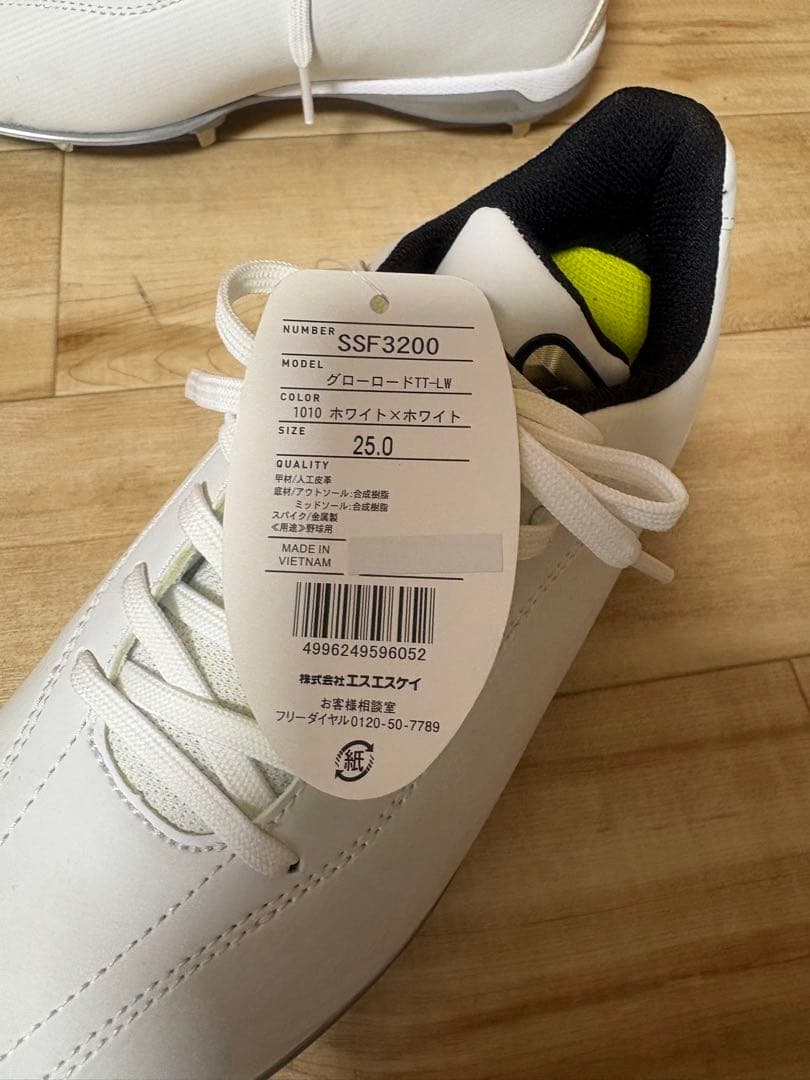 NUMBER SSF3200
MODEL
グローロードTT-LW
COLOR
1010 ホワイト×ホワイト
SIZE
25.0
QUALITY
甲材/人工皮革
底材/アウトソール:合成樹脂
ミッドソール:合成樹脂
スパイク/金属製
≪用途≫野球用
MADE IN
VIETNAM
4996249596052
株式会社エスエスケイ
お客様相談室
フリーダイヤル0120-50-7789
紙